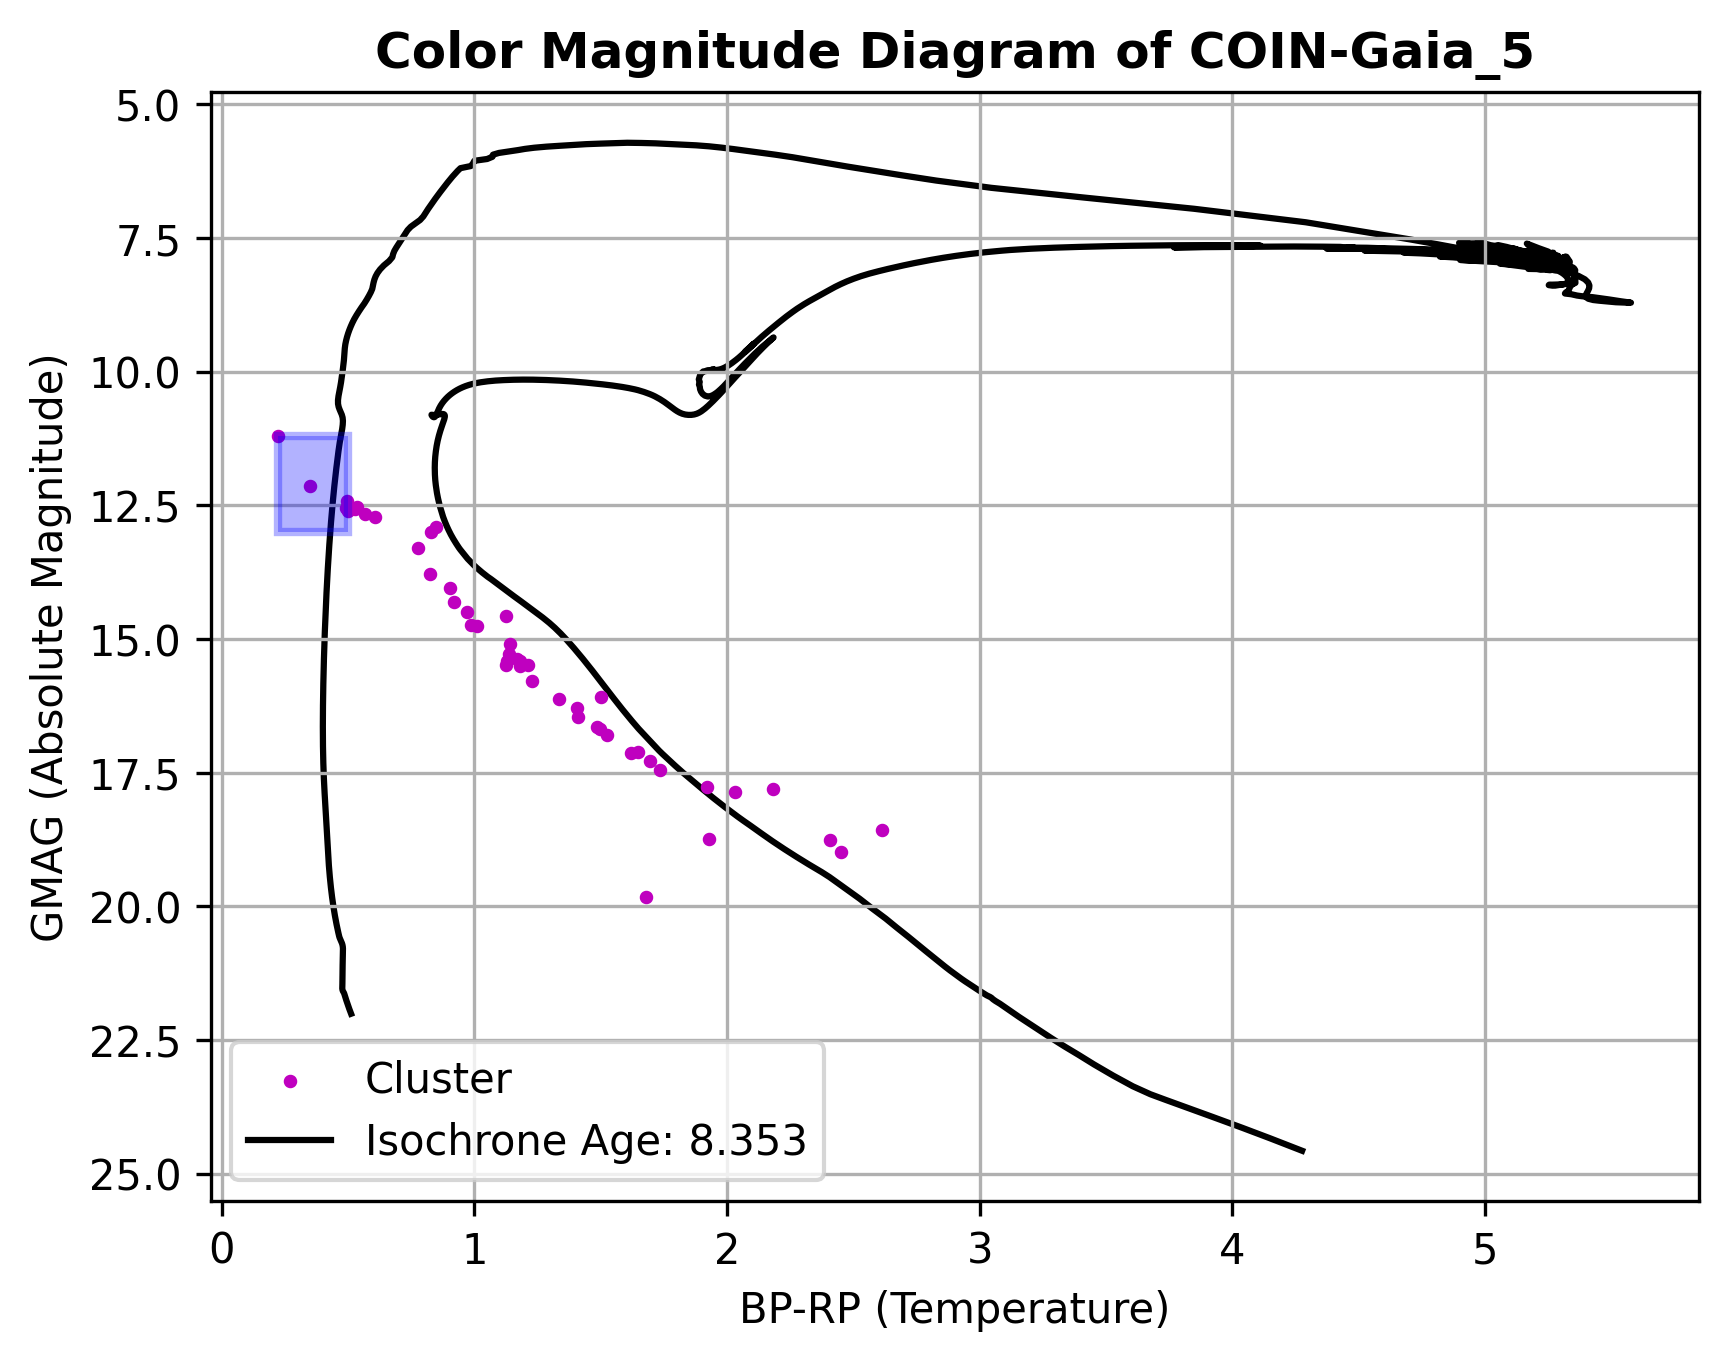 Color Magnitude Diagram of COIN-Gaia_5
GMAG (Absolute Magnitude)
5.0
7.5
10.0
12.5
15.0
17.5
20.0
22.5
25.0
Cluster
Isochrone Age: 8.353
0 1 2 3 4 5
BP-RP (Temperature)